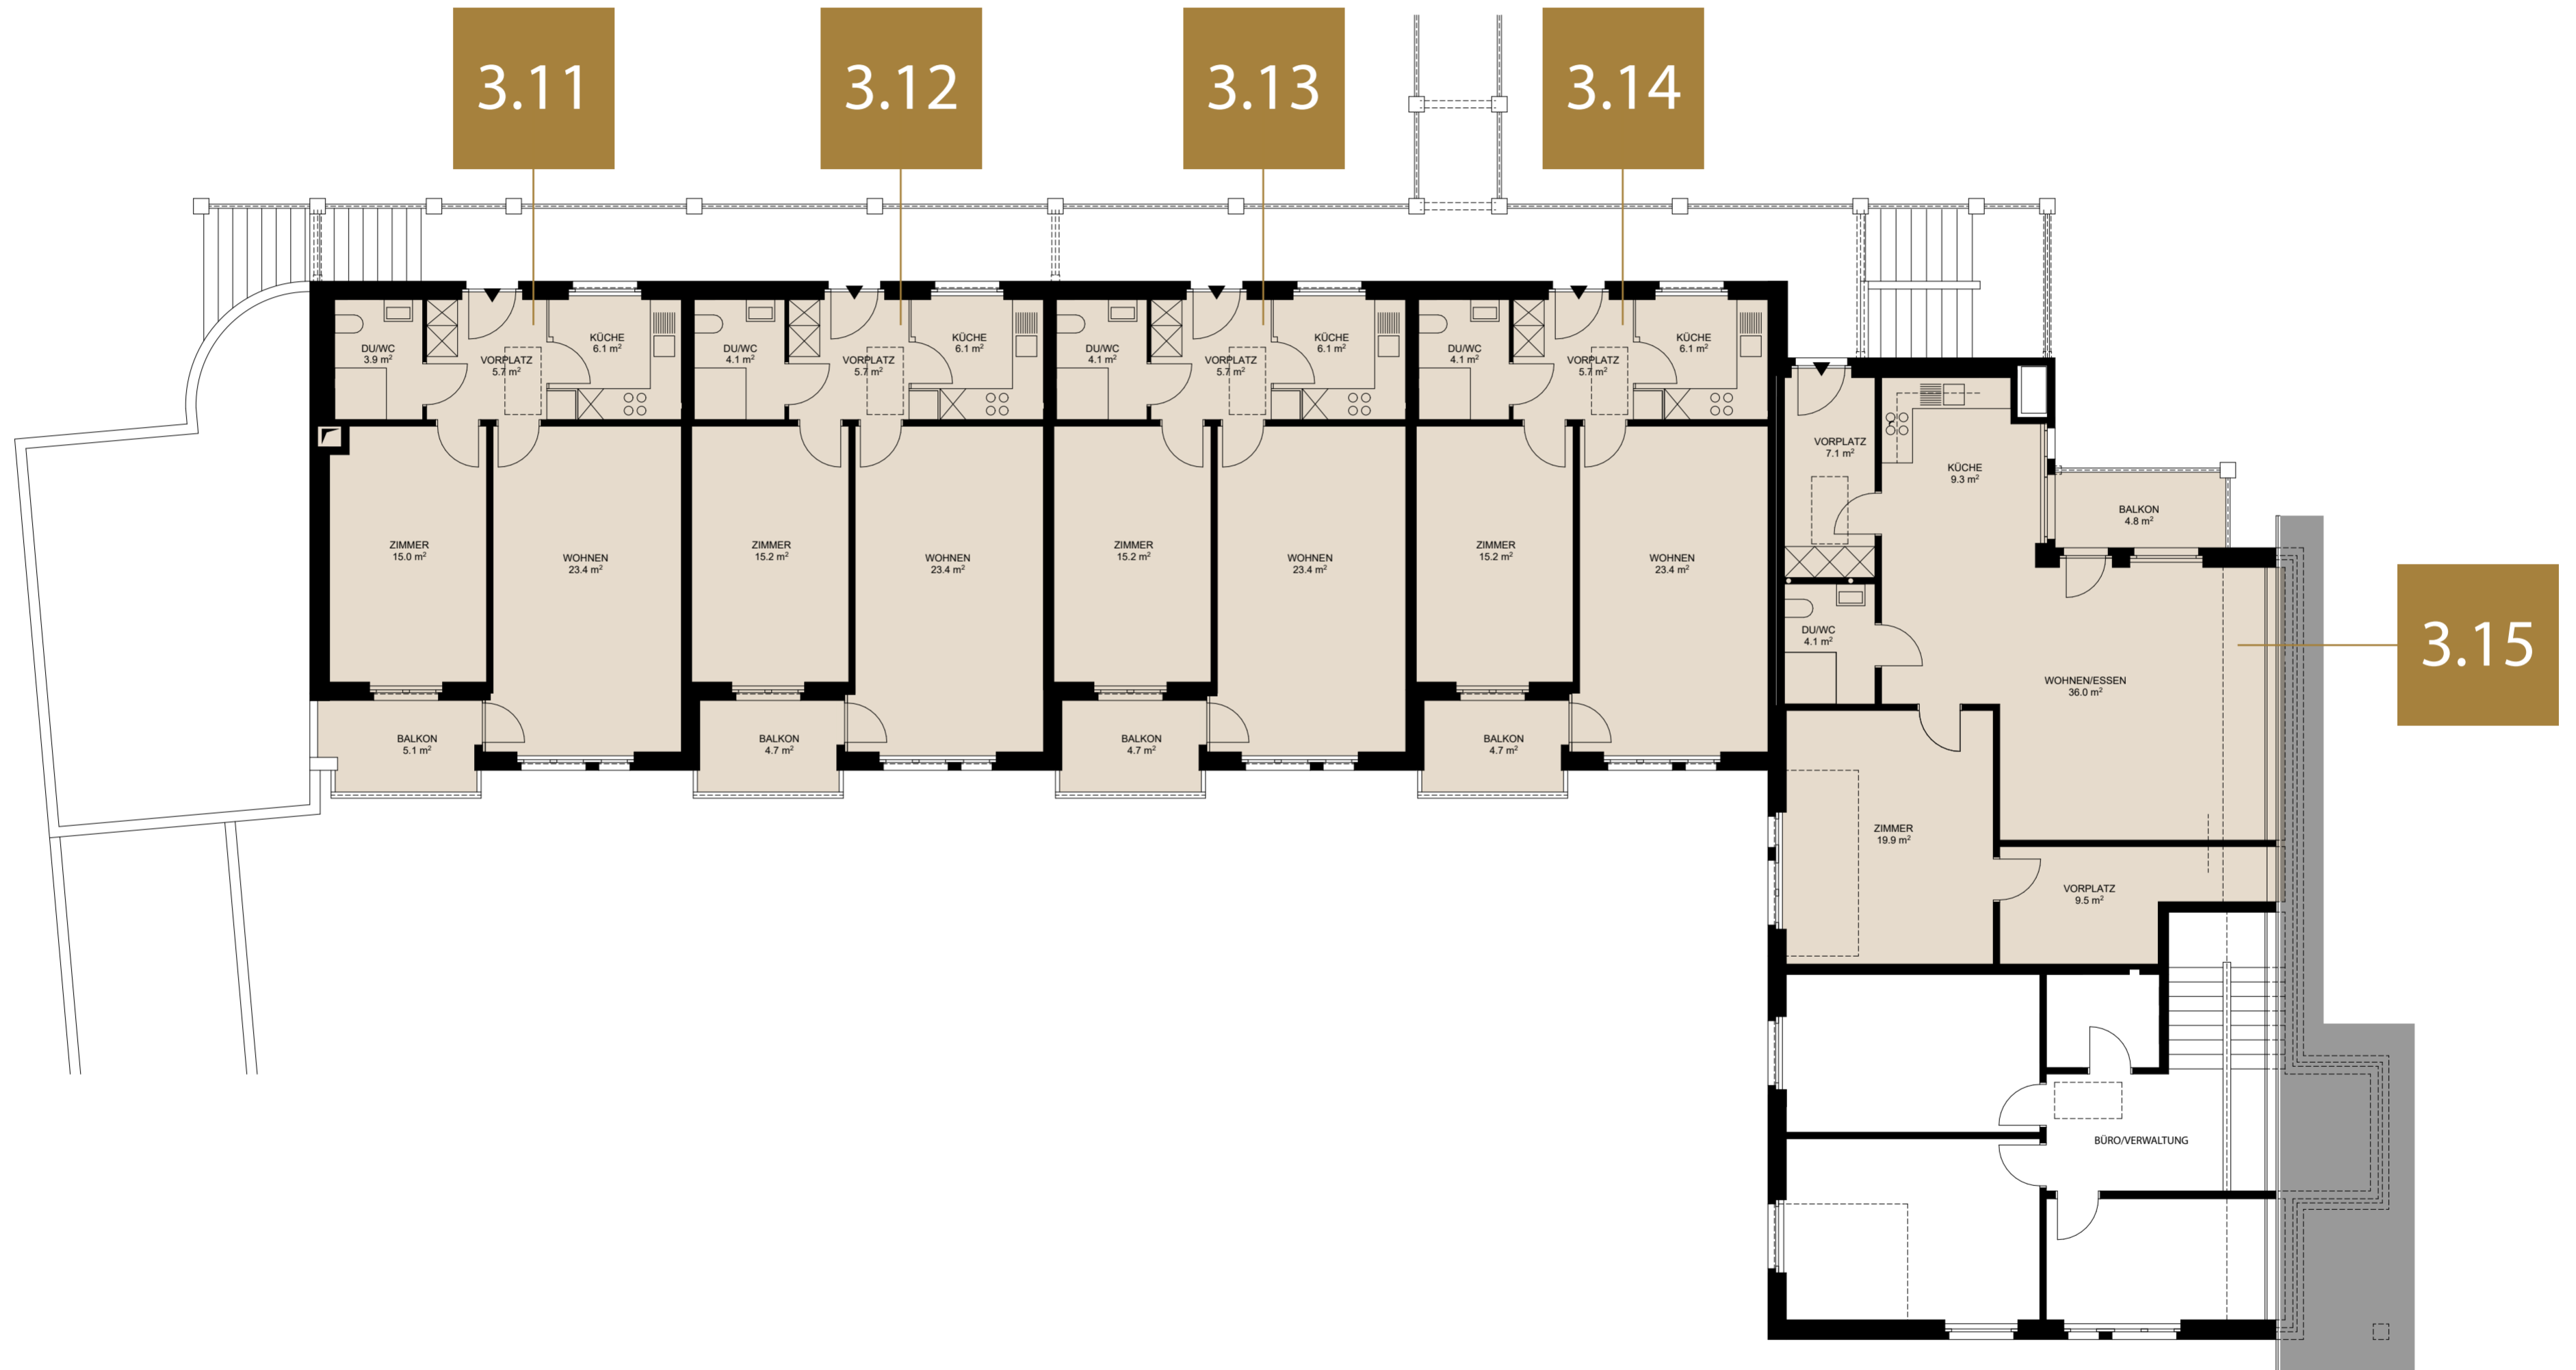 3.11
3.12
3.13
3.14
DU/WC
3.9 m²
VORPLATZ
5.7 m²
KÜCHE
6.1 m²
ZIMMER
15.0 m²
WOHNEN
23.4 m²
BALKON
5.1 m²
DU/WC
4.1 m²
VORPLATZ
5.7 m²
KÜCHE
6.1 m²
ZIMMER
15.2 m²
WOHNEN
23.4 m²
BALKON
4.7 m²
DU/WC
4.1 m²
VORPLATZ
5.7 m²
KÜCHE
6.1 m²
ZIMMER
15.2 m²
WOHNEN
23.4 m²
BALKON
4.7 m²
DU/WC
4.1 m²
VORPLATZ
5.7 m²
KÜCHE
6.1 m²
ZIMMER
15.2 m²
WOHNEN
23.4 m²
BALKON
4.7 m²
VORPLATZ
7.1 m²
KÜCHE
9.3 m²
BALKON
4.8 m²
DU/WC
4.1 m²
WOHNEN/ESSEN
36.0 m²
3.15
ZIMMER
19.9 m²
VORPLATZ
9.5 m²
BÜRO/VERWALTUNG